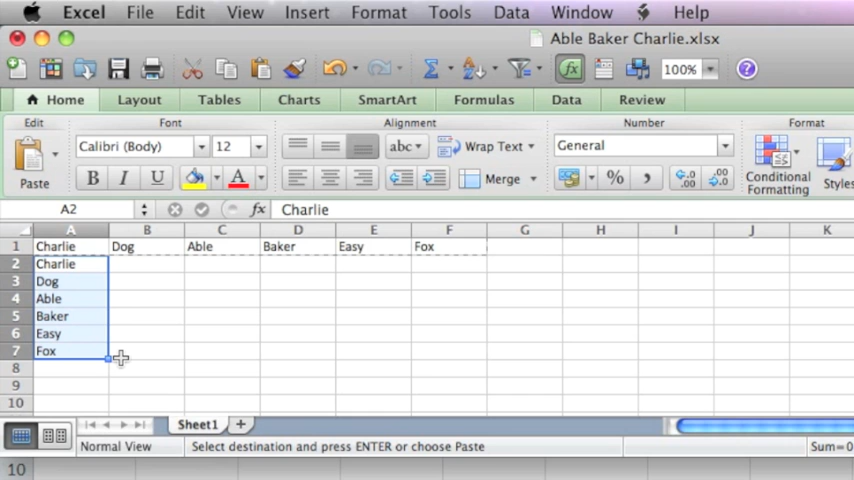 Excel File Edit View Insert Format Tools Data Window Help
Able Baker Charlie.xlsx
fx 100% ?
Home Layout Tables Charts SmartArt Formulas Data Review
Edit Font Alignment Number Format
Calibri (Body) 12 abc Wrap Text General
Paste B I U A Merge % , .0 .00 Conditional Formatting Styles
A2 fx Charlie
A B C D E F G H I J K
1 Charlie Dog Able Baker Easy Fox
2 Charlie
3 Dog
4 Able
5 Baker
6 Easy
7 Fox
8
9
10
Sheet1 +
Normal View Select destination and press ENTER or choose Paste Sum=0
10